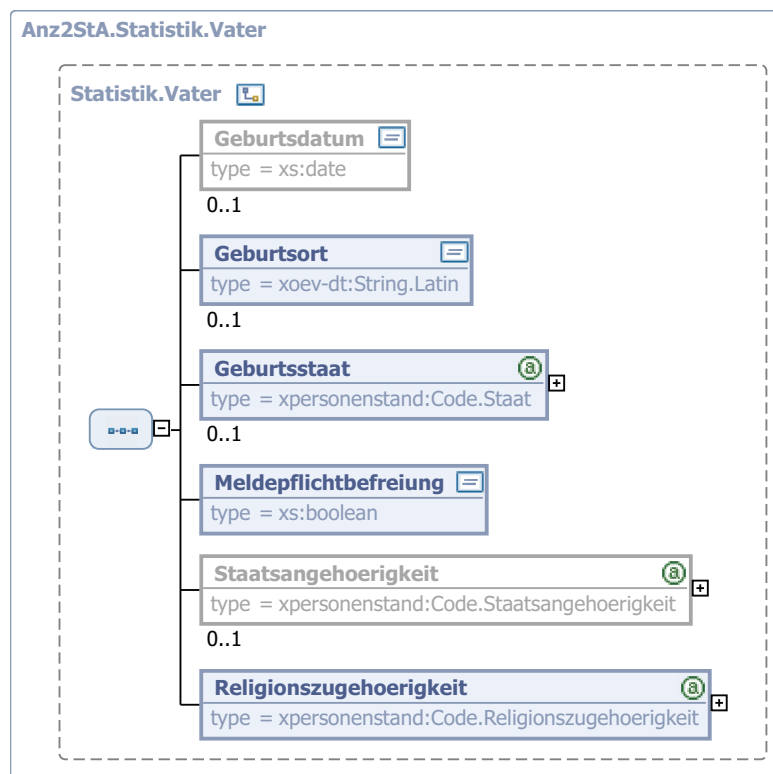 Anz2StA.Statistik.Vater
Statistik.Vater
Geburtsdatum
type = xs:date
0..1
Geburtsort
type = xoev-dt:String.Latin
0..1
Geburtsstaat
type = xpersonenstand:Code.Staat
0..1
Meldepflichtbefreiung
type = xs:boolean
Staatsangehoerigkeit
type = xpersonenstand:Code.Staatsangehoerigkeit
0..1
Religionszugehoerigkeit
type = xpersonenstand:Code.Religionszugehoerigkeit